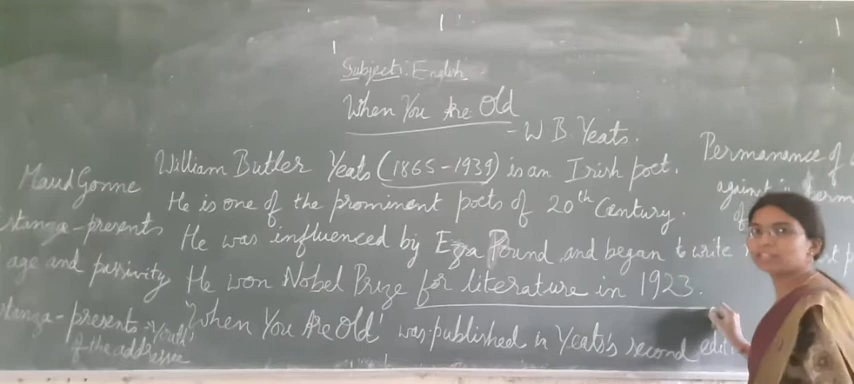 Subject: English
When You Are Old
- W B Yeats.
William Butler Yeats (1865-1939) is an Irish poet.
He is one of the prominent poets of 20th Century.
He was influenced by Ezra Pound and began to write
He won Nobel Prize for literature in 1923.
'When You Are Old' was published in Yeats's second
Maud Gonne
stanza - presents
age and passivity
stanza - presents
of the
Permanence of
against
of